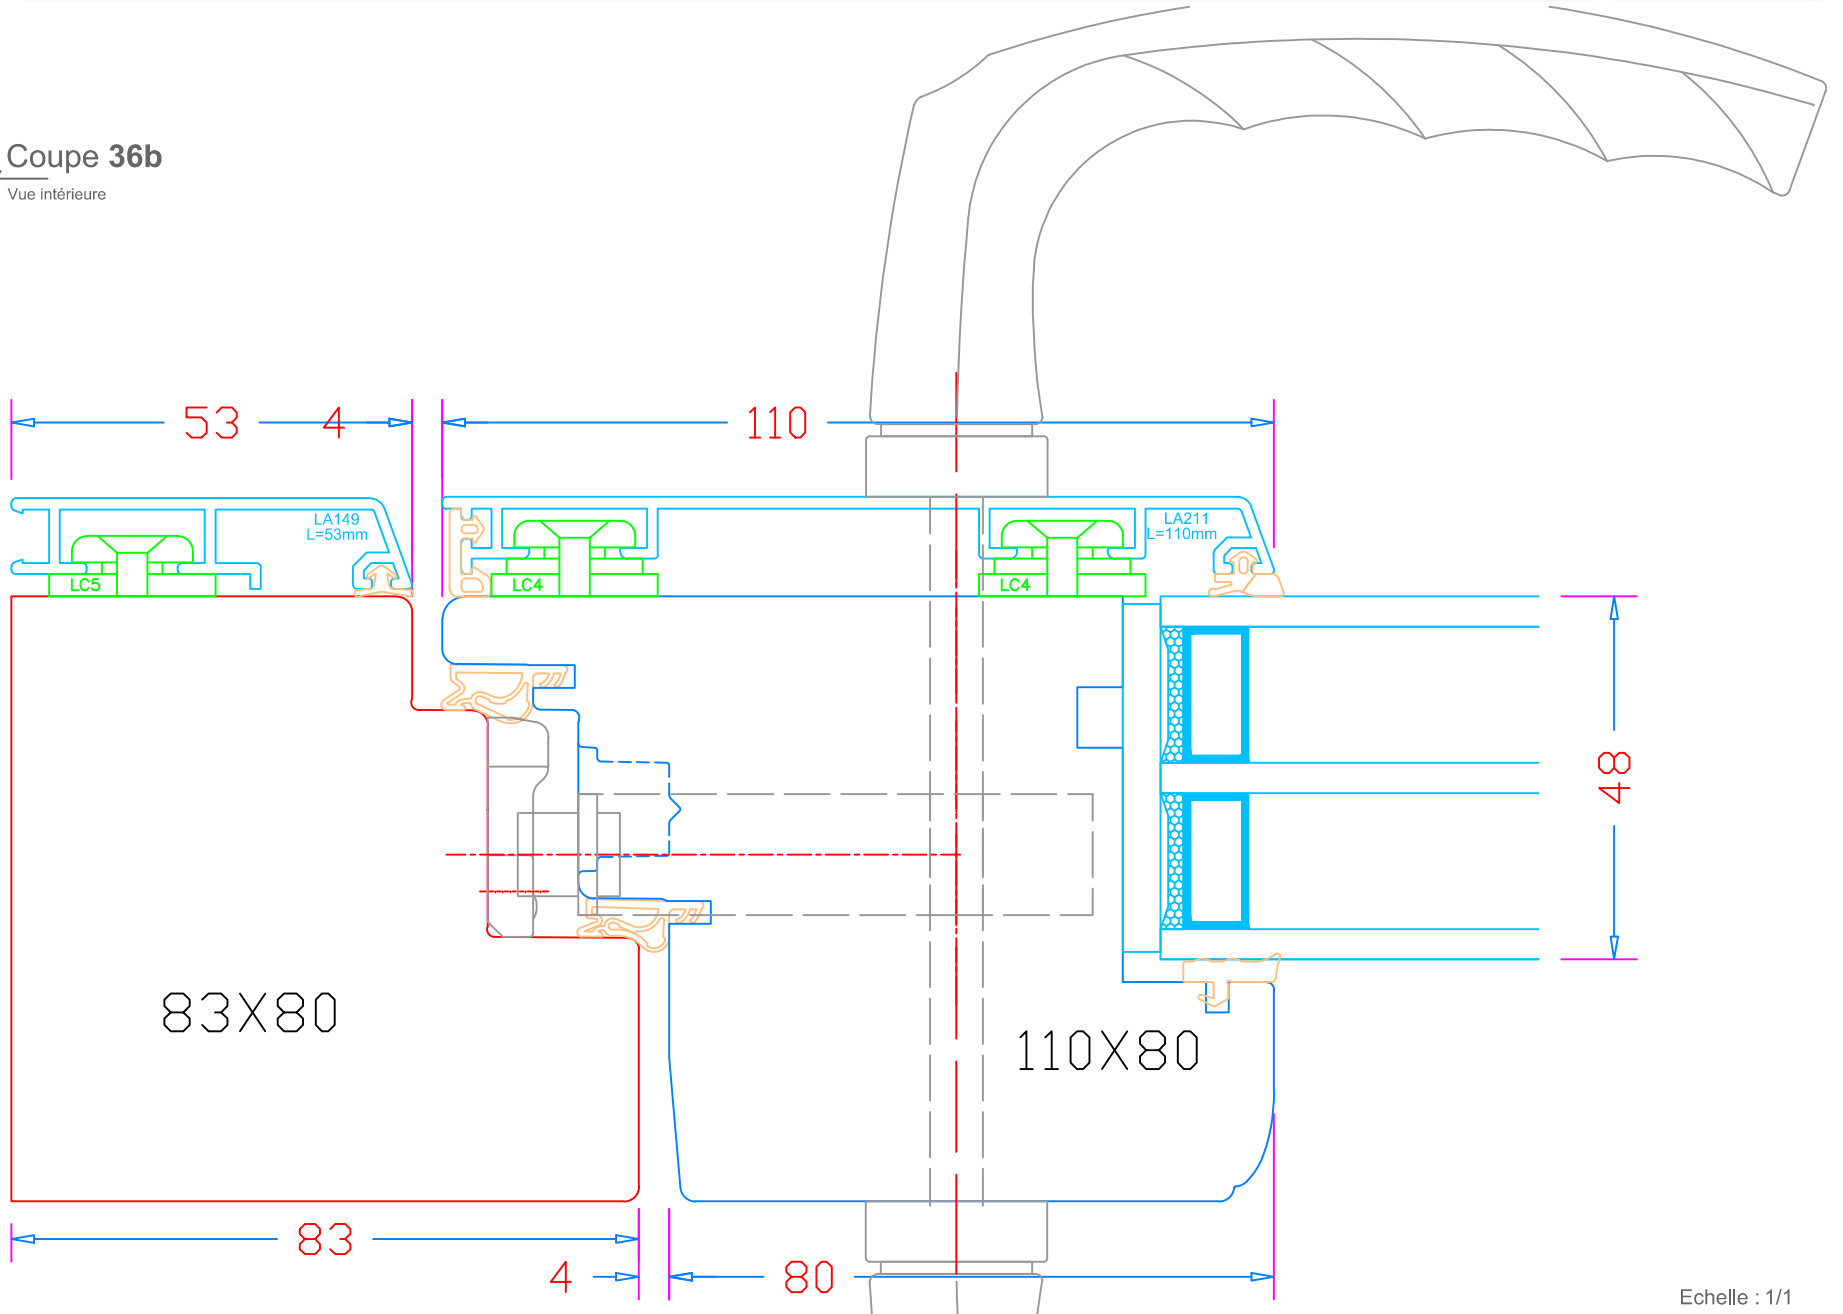 Coupe 36b
Vue intérieure
53 4 110
LA149
L=53mm
LA211
L=110mm
LC5 LC4 LC4
48
83X80
110X80
83
4 80
Echelle : 1/1